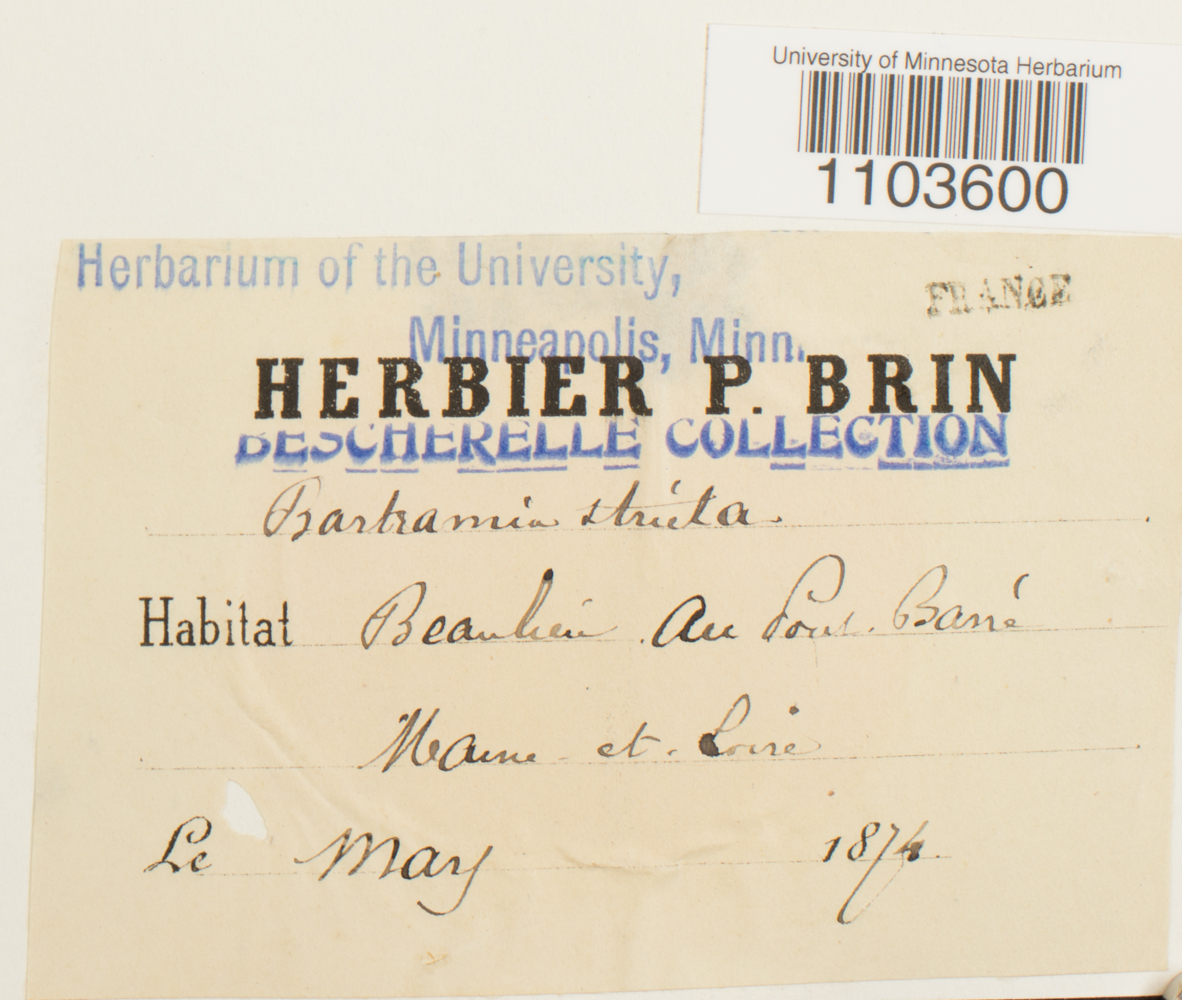 University of Minnesota Herbarium
1103600
Herbarium of the University,
Minneapolis, Minn.
FRANCE
HERBIER P. BRIN
BESCHERELLE COLLECTION
Bartramia stricta
Habitat Beaulieu Au Pont. Barré
Maine et. Loire
Le May 1874